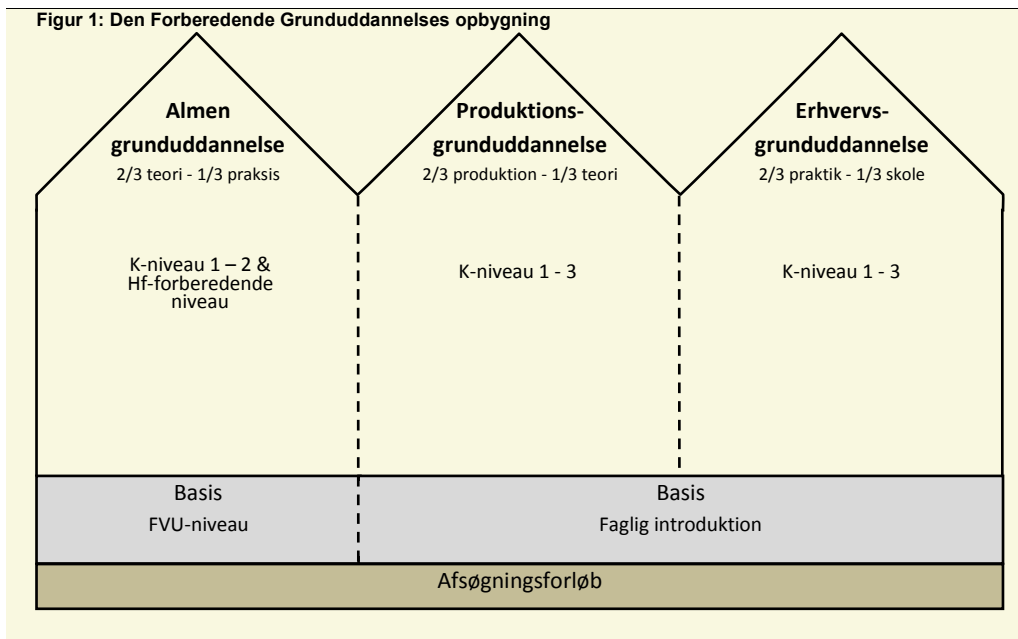 Figur 1: Den Forberedende Grunduddannelses opbygning
Almen
grunduddannelse
2/3 teori - 1/3 praksis
Produktions-
grunduddannelse
2/3 produktion - 1/3 teori
Erhvervs-
grunduddannelse
2/3 praktik - 1/3 skole
K-niveau 1 – 2 &
Hf-forberedende
niveau
K-niveau 1 - 3
K-niveau 1 - 3
Basis
FVU-niveau
Basis
Faglig introduktion
Afsøgningsforløb